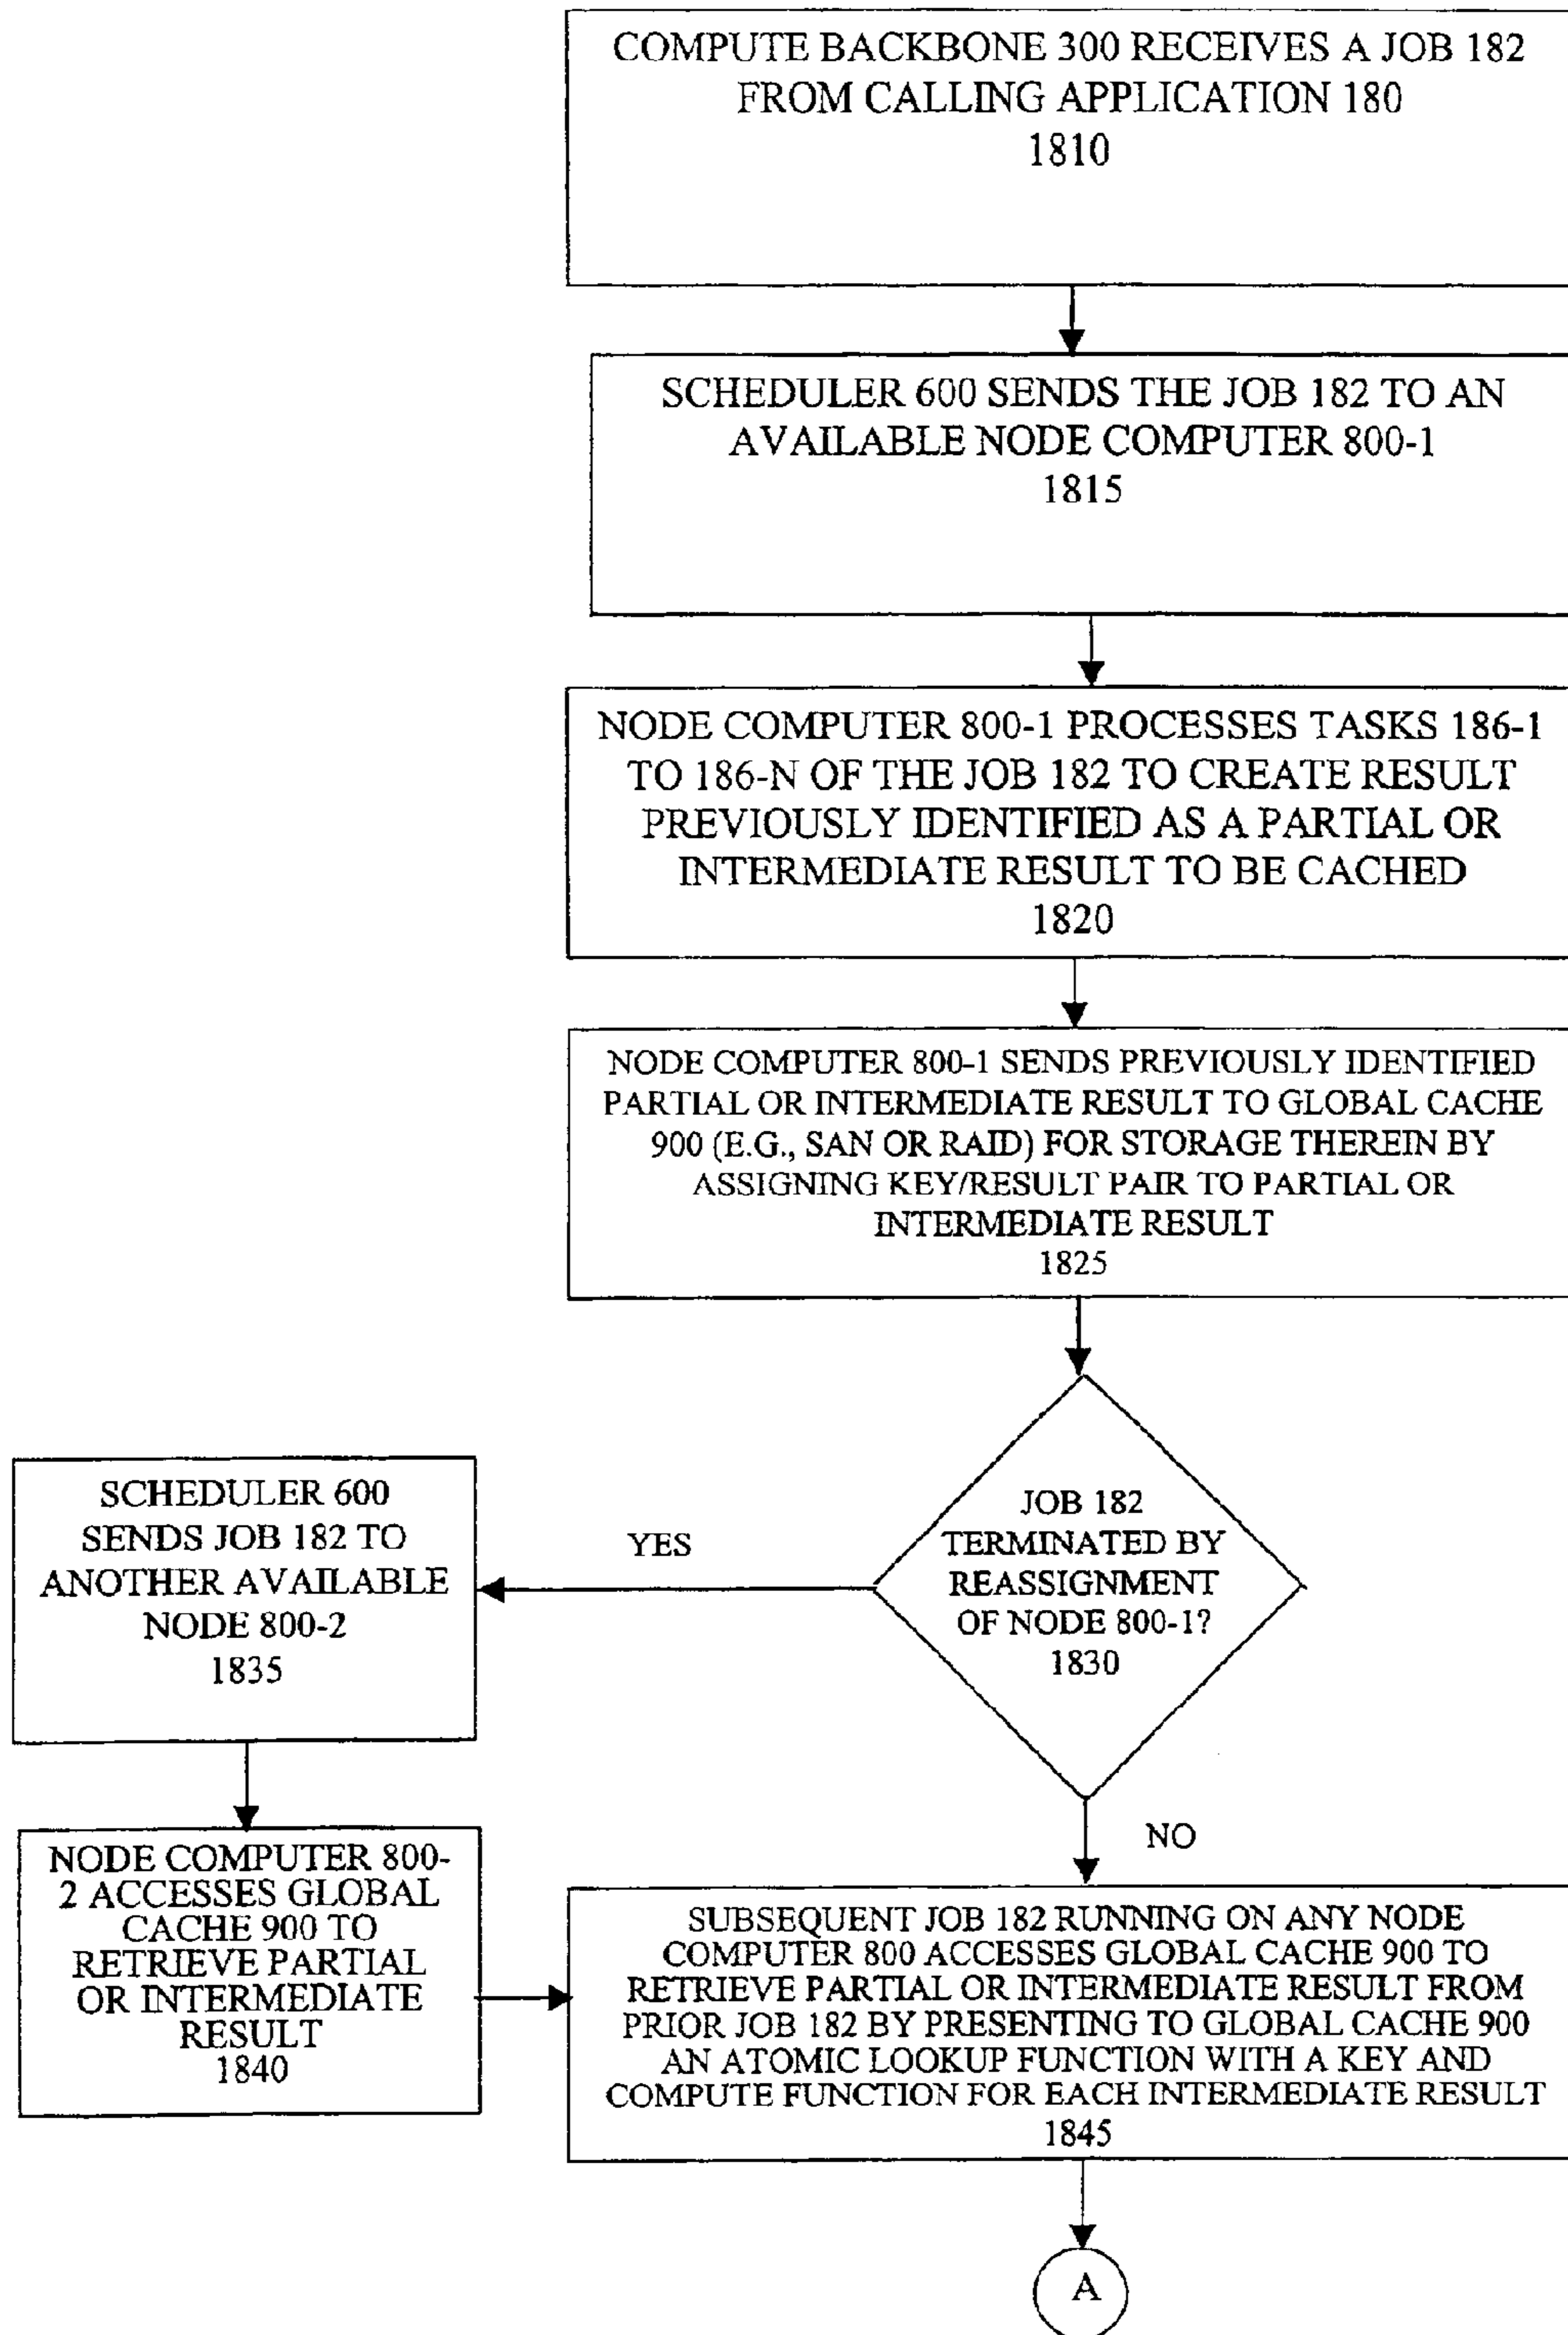 COMPUTE BACKBONE 300 RECEIVES A JOB 182
FROM CALLING APPLICATION 180
1810
SCHEDULER 600 SENDS THE JOB 182 TO AN
AVAILABLE NODE COMPUTER 800-1
1815
NODE COMPUTER 800-1 PROCESSES TASKS 186-1
TO 186-N OF THE JOB 182 TO CREATE RESULT
PREVIOUSLY IDENTIFIED AS A PARTIAL OR
INTERMEDIATE RESULT TO BE CACHED
1820
NODE COMPUTER 800-1 SENDS PREVIOUSLY IDENTIFIED
PARTIAL OR INTERMEDIATE RESULT TO GLOBAL CACHE
900 (E.G., SAN OR RAID) FOR STORAGE THEREIN BY
ASSIGNING KEY/RESULT PAIR TO PARTIAL OR
INTERMEDIATE RESULT
1825
JOB 182
TERMINATED BY
REASSIGNMENT
OF NODE 800-1?
1830
YES
SCHEDULER 600
SENDS JOB 182 TO
ANOTHER AVAILABLE
NODE 800-2
1835
NODE COMPUTER 800-
2 ACCESSES GLOBAL
CACHE 900 TO
RETRIEVE PARTIAL
OR INTERMEDIATE
RESULT
1840
NO
SUBSEQUENT JOB 182 RUNNING ON ANY NODE
COMPUTER 800 ACCESSES GLOBAL CACHE 900 TO
RETRIEVE PARTIAL OR INTERMEDIATE RESULT FROM
PRIOR JOB 182 BY PRESENTING TO GLOBAL CACHE 900
AN ATOMIC LOOKUP FUNCTION WITH A KEY AND
COMPUTE FUNCTION FOR EACH INTERMEDIATE RESULT
1845
A